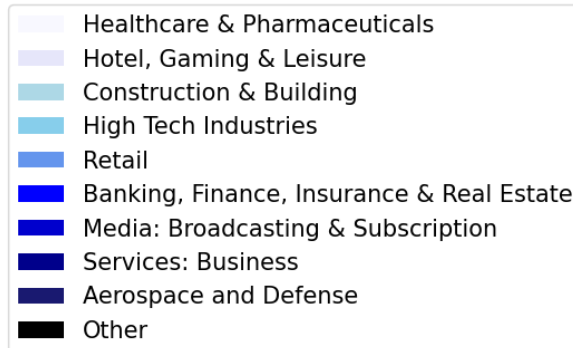 Healthcare & Pharmaceuticals
Hotel, Gaming & Leisure
Construction & Building
High Tech Industries
Retail
Banking, Finance, Insurance & Real Estate
Media: Broadcasting & Subscription
Services: Business
Aerospace and Defense
Other